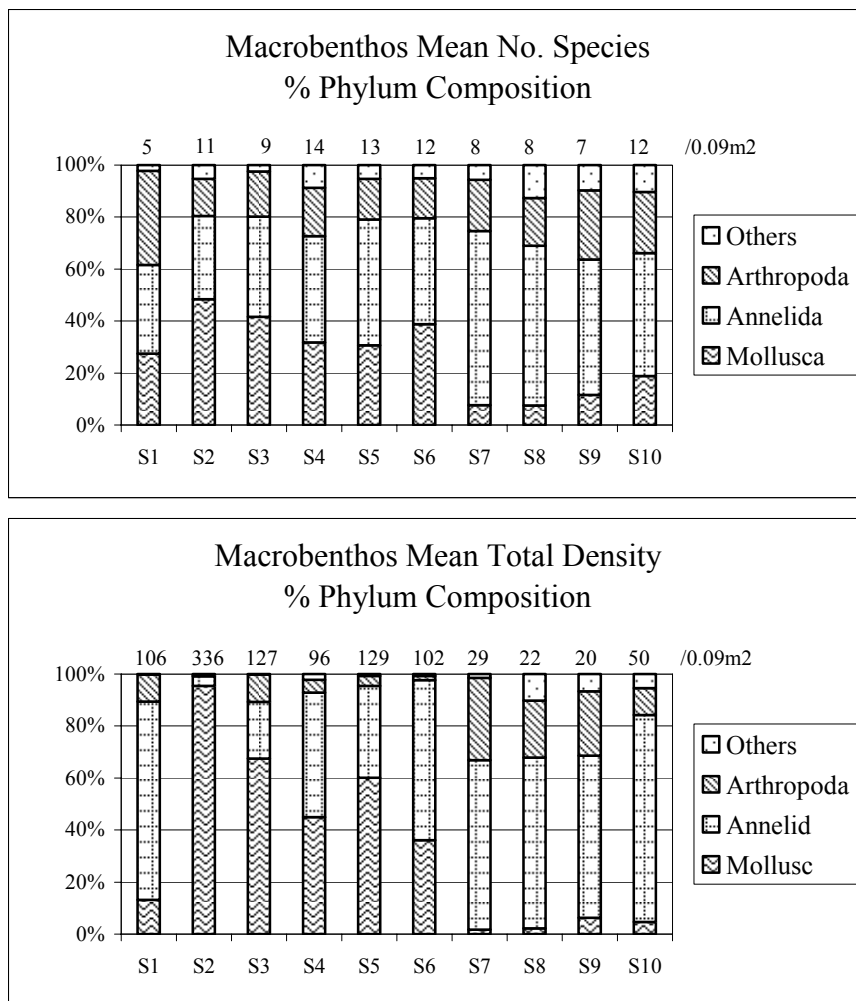 Macrobenthos Mean No. Species
% Phylum Composition
5 11 9 14 13 12 8 8 7 12 /0.09m2
100%
80%
60%
40%
20%
0%
S1 S2 S3 S4 S5 S6 S7 S8 S9 S10
Others
Arthropoda
Annelida
Mollusca
Macrobenthos Mean Total Density
% Phylum Composition
106 336 127 96 129 102 29 22 20 50 /0.09m2
100%
80%
60%
40%
20%
0%
S1 S2 S3 S4 S5 S6 S7 S8 S9 S10
Others
Arthropoda
Annelid
Mollusc